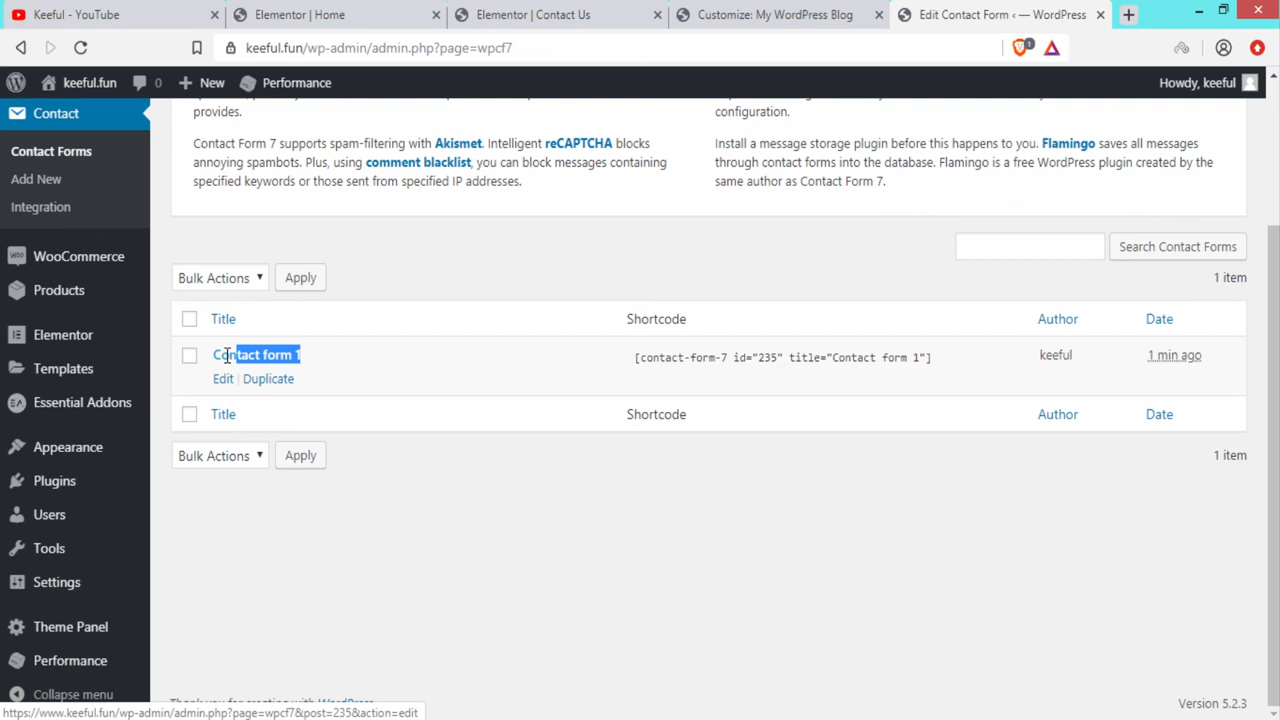 Keeful - YouTube
Elementor | Home
Elementor | Contact Us
Customize: My WordPress Blog
Edit Contact Form ‹ — WordPress
keeful.fun/wp-admin/admin.php?page=wpcf7
1
keeful.fun
0
New
Performance
Howdy, keeful
Contact
Contact Forms
Add New
Integration
WooCommerce
Products
Elementor
Templates
Essential Addons
Appearance
Plugins
Users
Tools
Settings
Theme Panel
Performance
Collapse menu
provides.
Contact Form 7 supports spam-filtering with Akismet. Intelligent reCAPTCHA blocks
annoying spambots. Plus, using comment blacklist, you can block messages containing
specified keywords or those sent from specified IP addresses.
configuration.
Install a message storage plugin before this happens to you. Flamingo saves all messages
through contact forms into the database. Flamingo is a free WordPress plugin created by the
same author as Contact Form 7.
Search Contact Forms
Bulk Actions
Apply
1 item
Title
Shortcode
Author
Date
Contact form 1
[contact-form-7 id="235" title="Contact form 1"]
keeful
1 min ago
Edit | Duplicate
Title
Shortcode
Author
Date
Bulk Actions
Apply
1 item
Version 5.2.3
https://www.keeful.fun/wp-admin/admin.php?page=wpcf7&post=235&action=edit